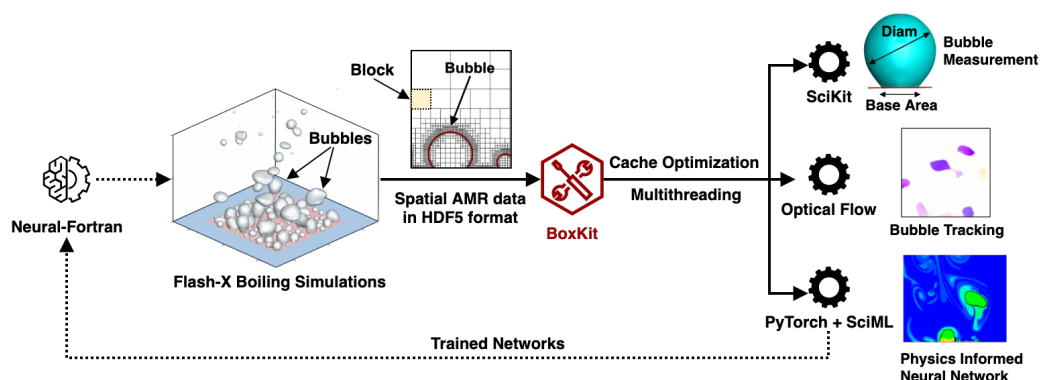 Neural-Fortran
Bubbles
Flash-X Boiling Simulations
Block
Bubble
Spatial AMR data
in HDF5 format
BoxKit
Cache Optimization
Multithreading
SciKit
Diam
Bubble
Measurement
Base Area
Optical Flow
Bubble Tracking
PyTorch + SciML
Physics Informed
Neural Network
Trained Networks